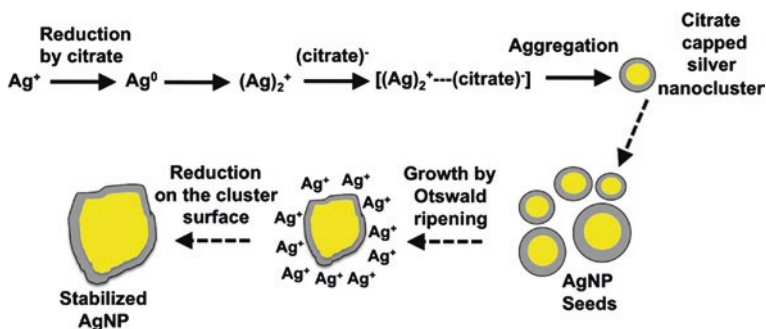 Reduction
by citrate
Ag⁺
Ag⁰
(Ag)₂⁺
(citrate)⁻
[(Ag)₂⁺---(citrate)⁻]
Aggregation
Citrate
capped
silver
nanocluster
AgNP
Seeds
Growth by
Otswald
ripening
Ag⁺ Ag⁺
Ag⁺ Ag⁺
Ag⁺ Ag⁺
Ag⁺ Ag⁺
Ag⁺ Ag⁺ Ag⁺
Reduction
on the cluster
surface
Stabilized
AgNP